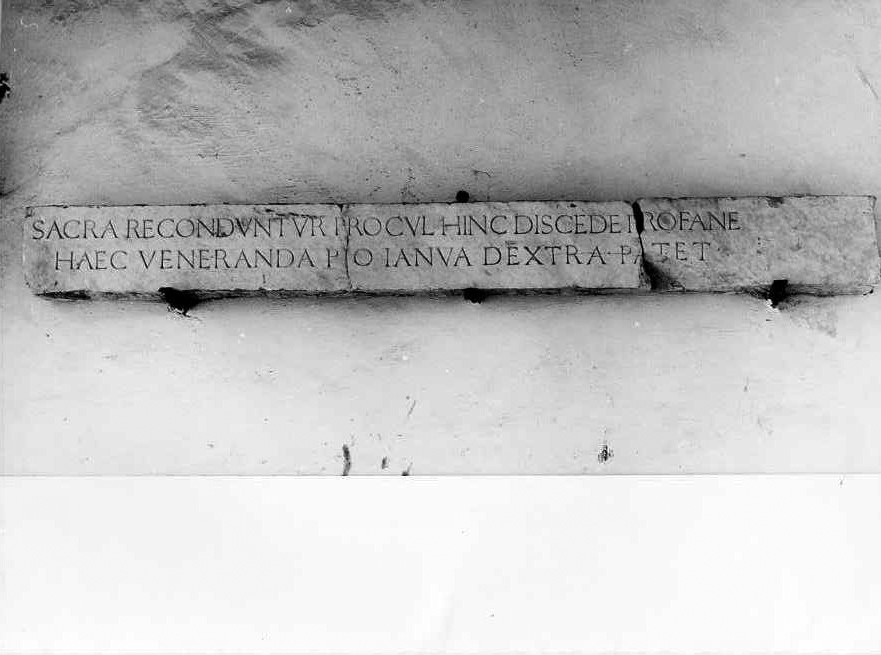 SACRA RECONDVNTVR PROCVL HINC DISCEDE PROFANE
HAEC VENERANDA PIO IANVA DEXTRA·PATET